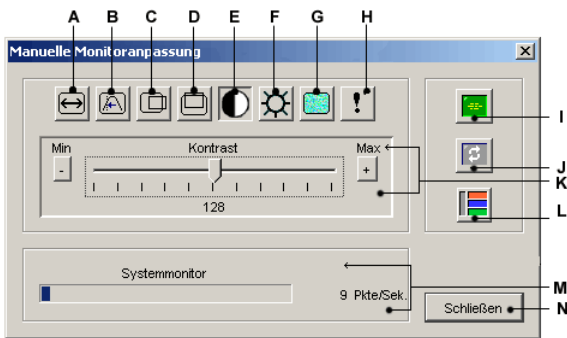 A B C D E F G H
Manuelle Monitoranpassung
I
Min Kontrast Max
- +
J
K
128
L
Systemmonitor
9 Pkte/Sek.
M
Schließen
N